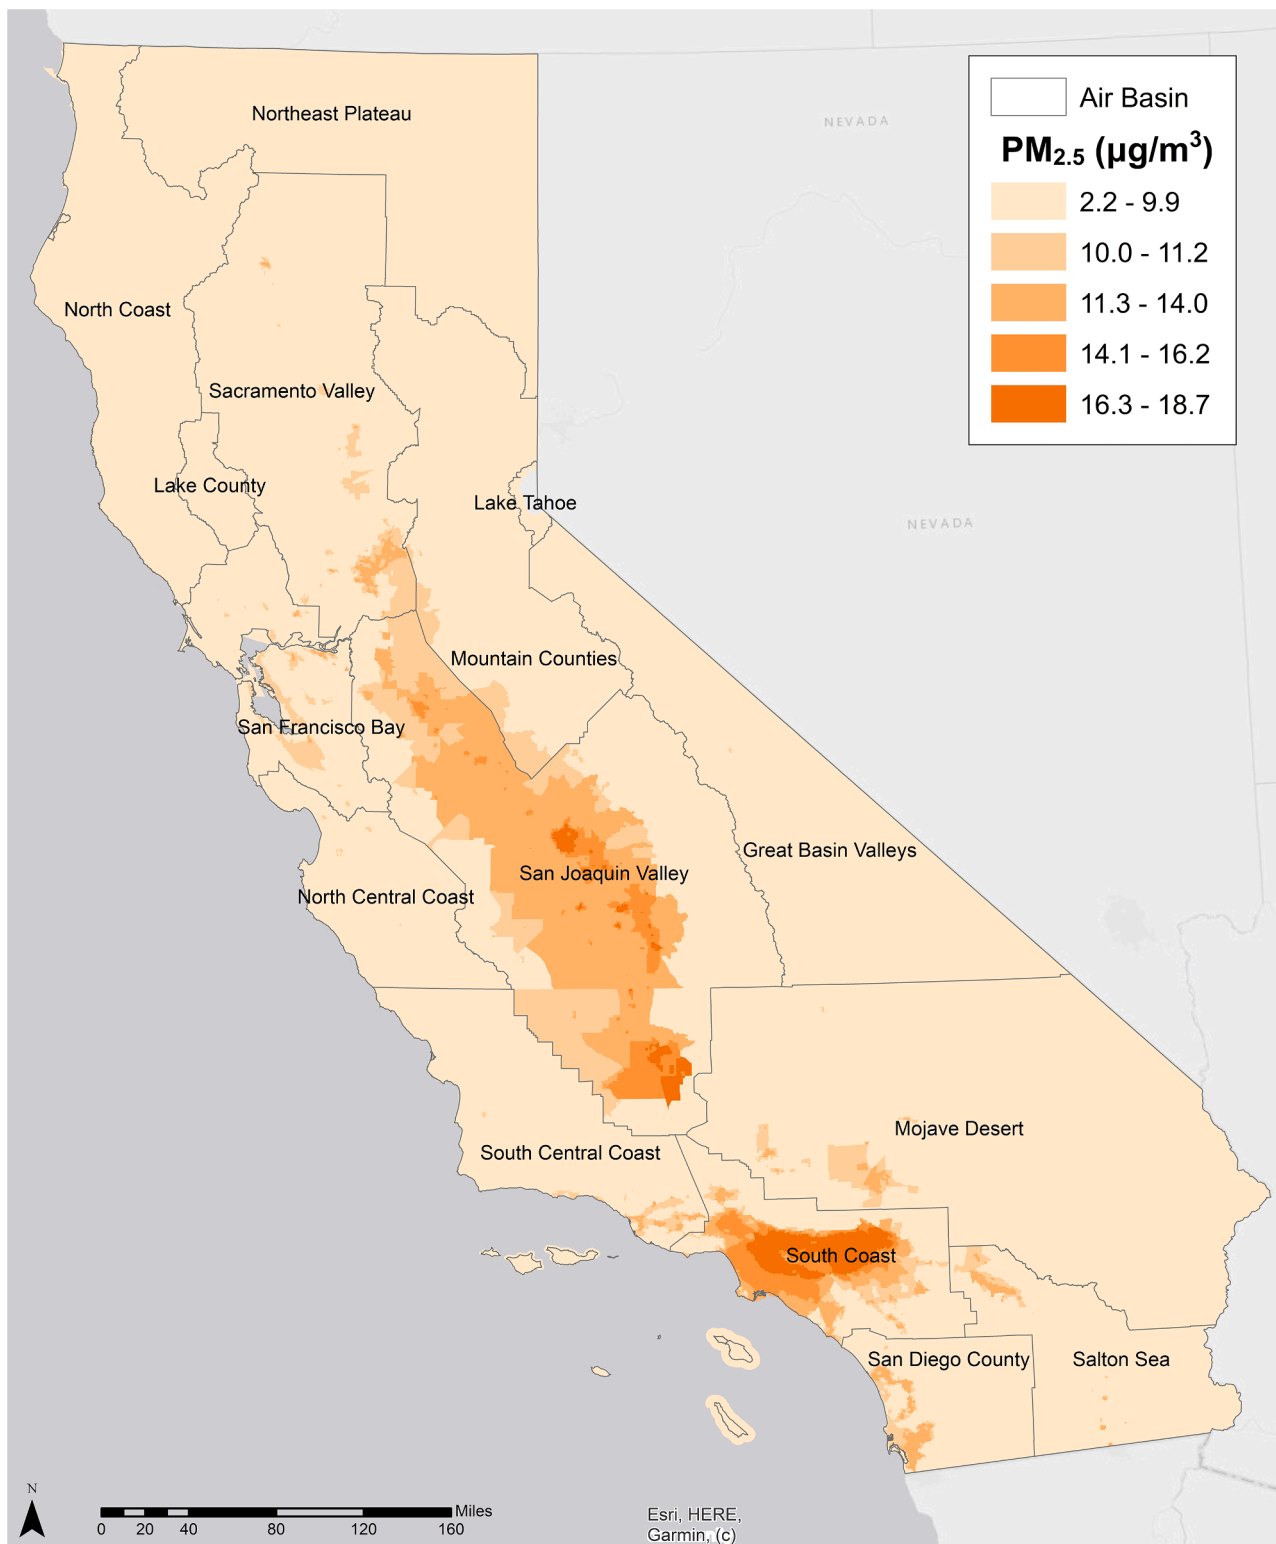 Air Basin
PM2.5 (µg/m³)
2.2 - 9.9
10.0 - 11.2
11.3 - 14.0
14.1 - 16.2
16.3 - 18.7
NEVADA
Northeast Plateau
North Coast
Sacramento Valley
Lake County
Lake Tahoe
NEVADA
Mountain Counties
San Francisco Bay
Great Basin Valleys
San Joaquin Valley
North Central Coast
Mojave Desert
South Central Coast
South Coast
San Diego County
Salton Sea
N
Miles
0 20 40 80 120 160
Esri, HERE,
Garmin, (c)